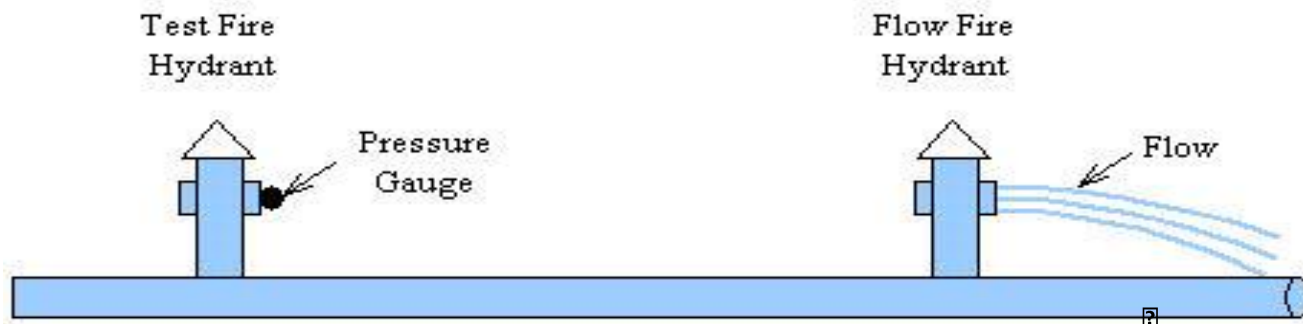 Test Fire
Hydrant
Flow Fire
Hydrant
Pressure
Gauge
Flow
?